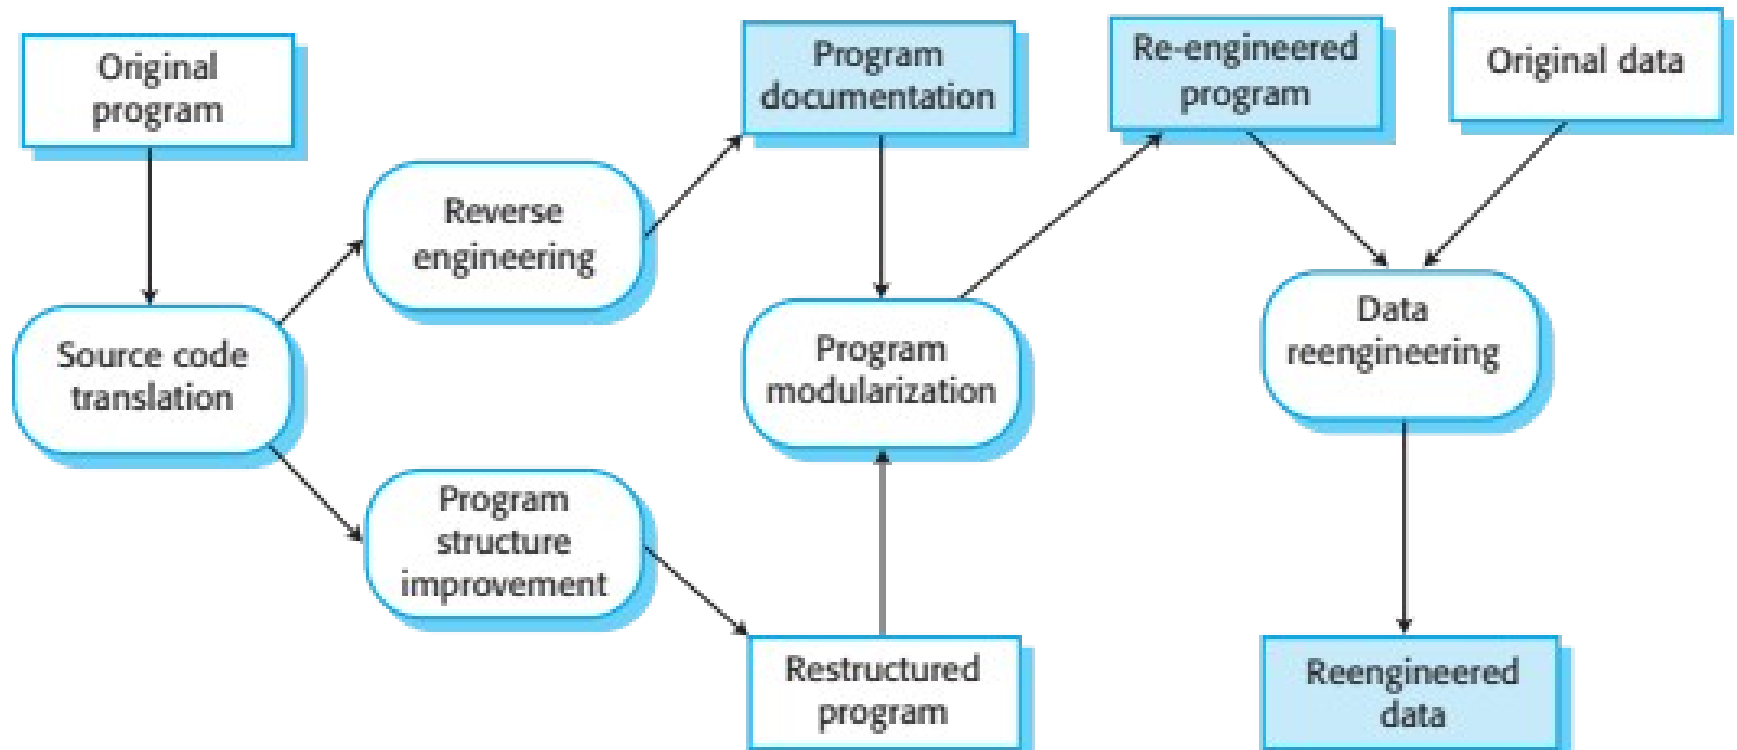 Original
program
Program
documentation
Re-engineered
program
Original data
Reverse
engineering
Source code
translation
Program
modularization
Data
reengineering
Program
structure
improvement
Restructured
program
Reengineered
data